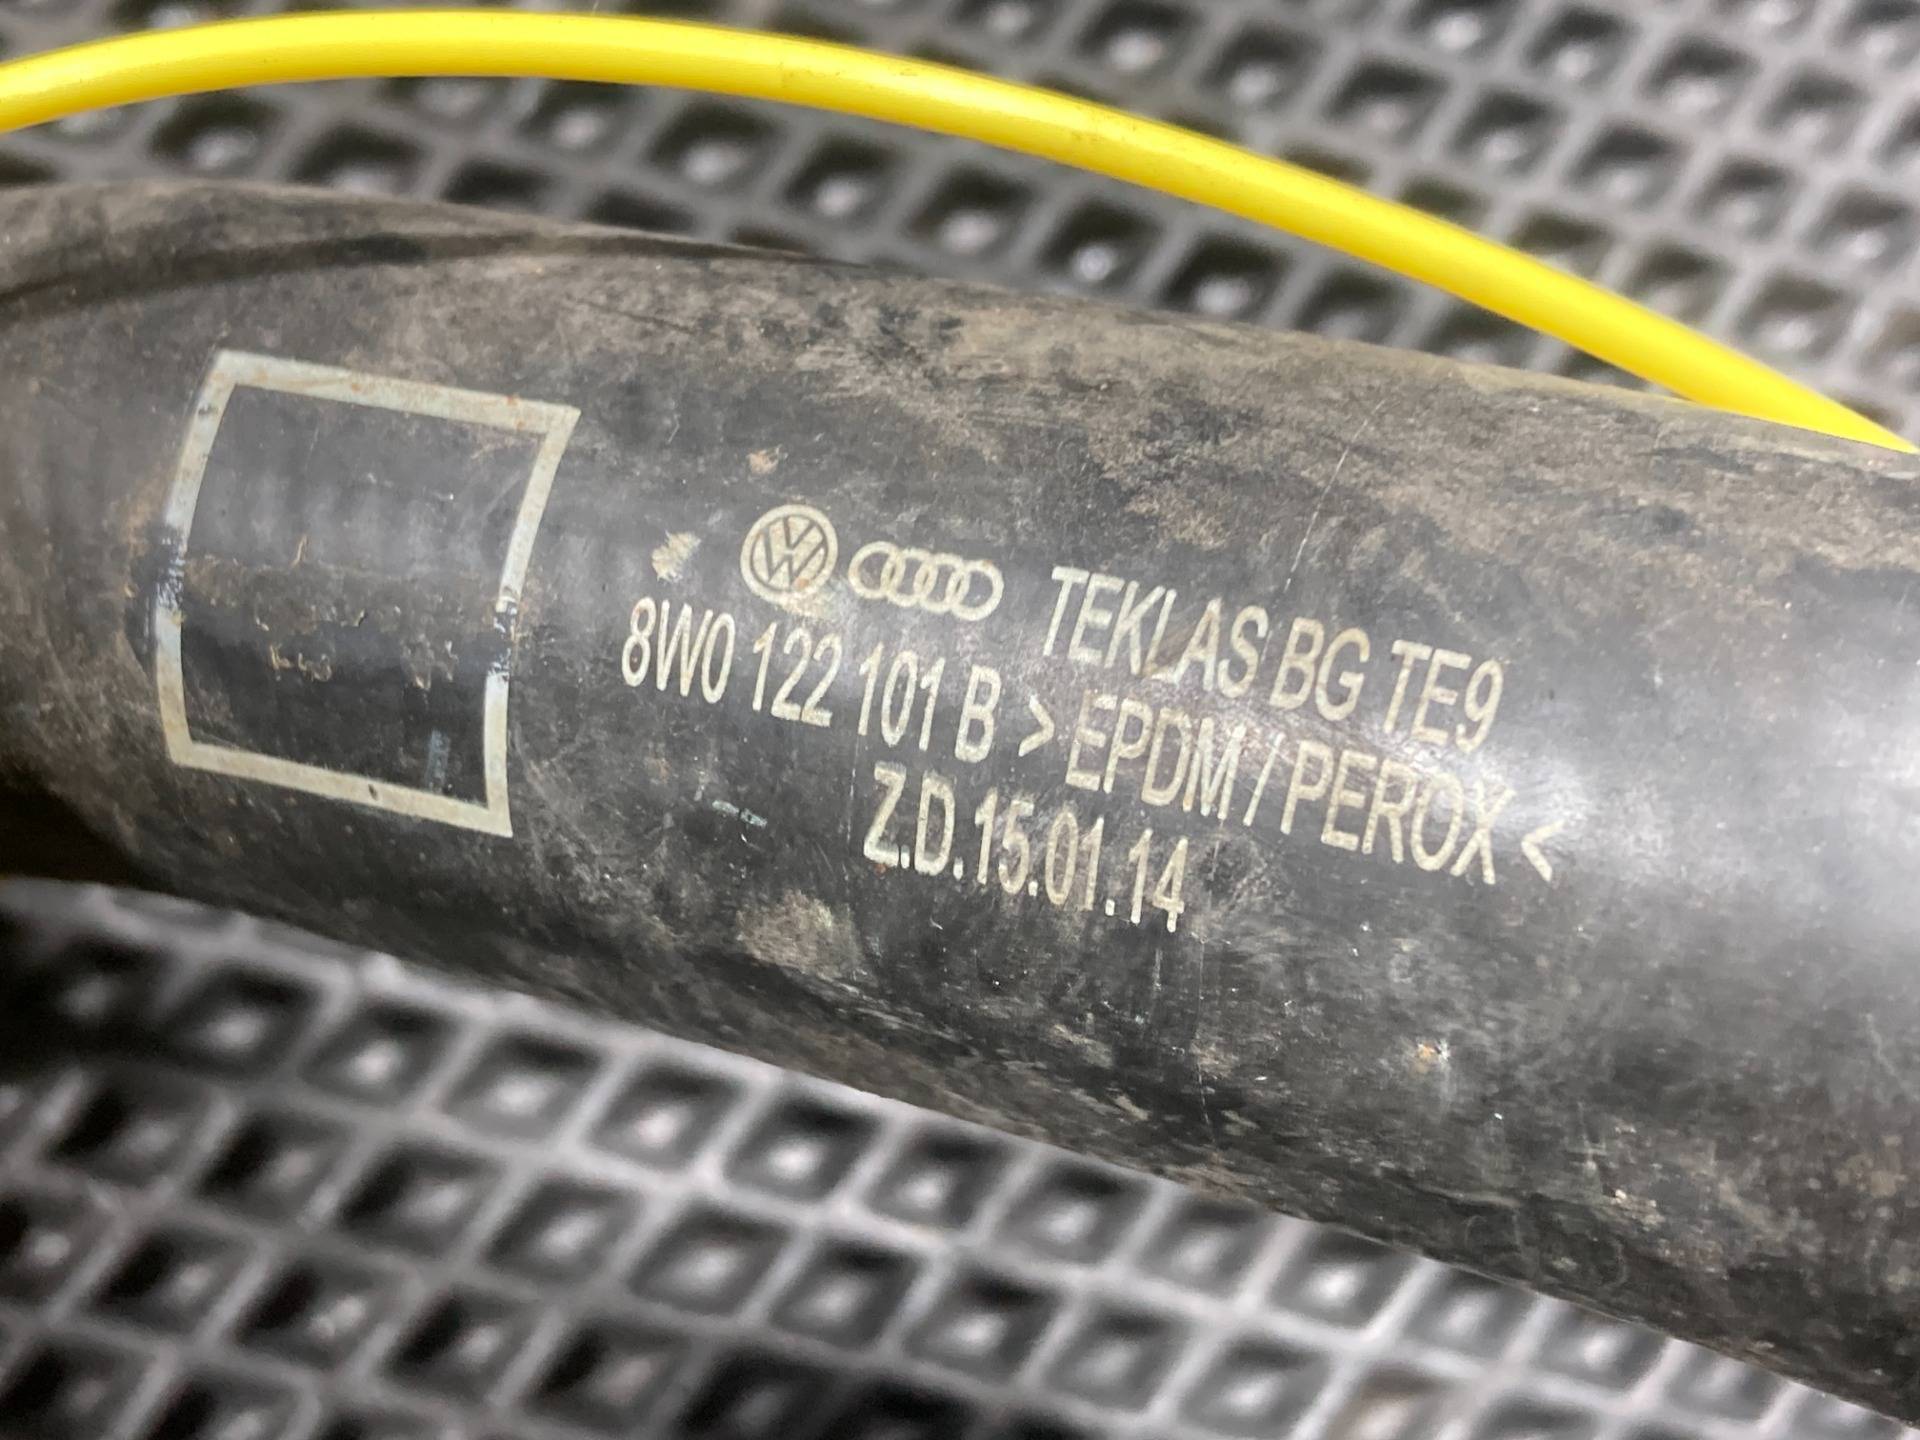 TEKLAS BG TE9
8W0 122 101 B > EPDM / PEROX <
Z.D.15.01.14